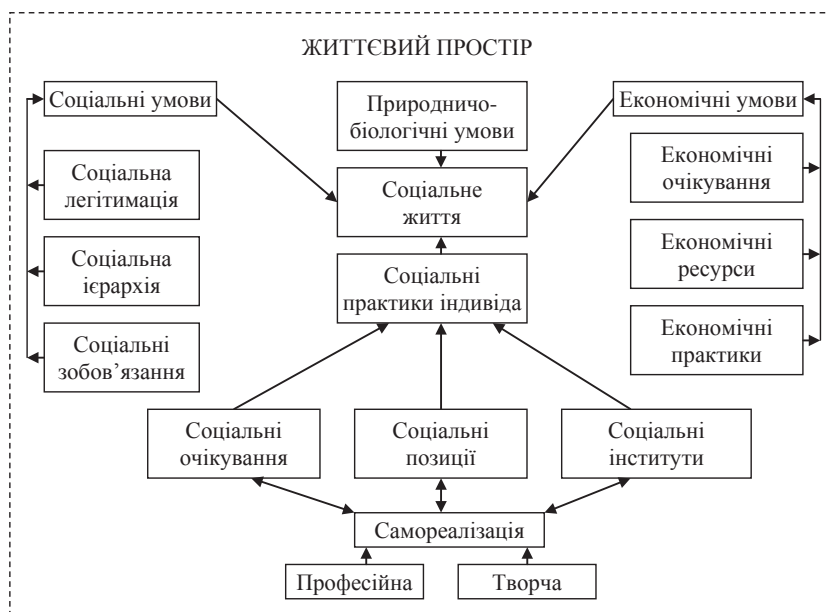 ЖИТТЄВИЙ ПРОСТІР
Соціальні умови
Природничо-
біологічні умови
Економічні умови
Соціальна
легітимація
Соціальне
життя
Економічні
очікування
Соціальна
ієрархія
Соціальні
практики індивіда
Економічні
ресурси
Соціальні
зобов’язання
Економічні
практики
Соціальні
очікування
Соціальні
позиції
Соціальні
інститути
Самореалізація
Професійна
Творча